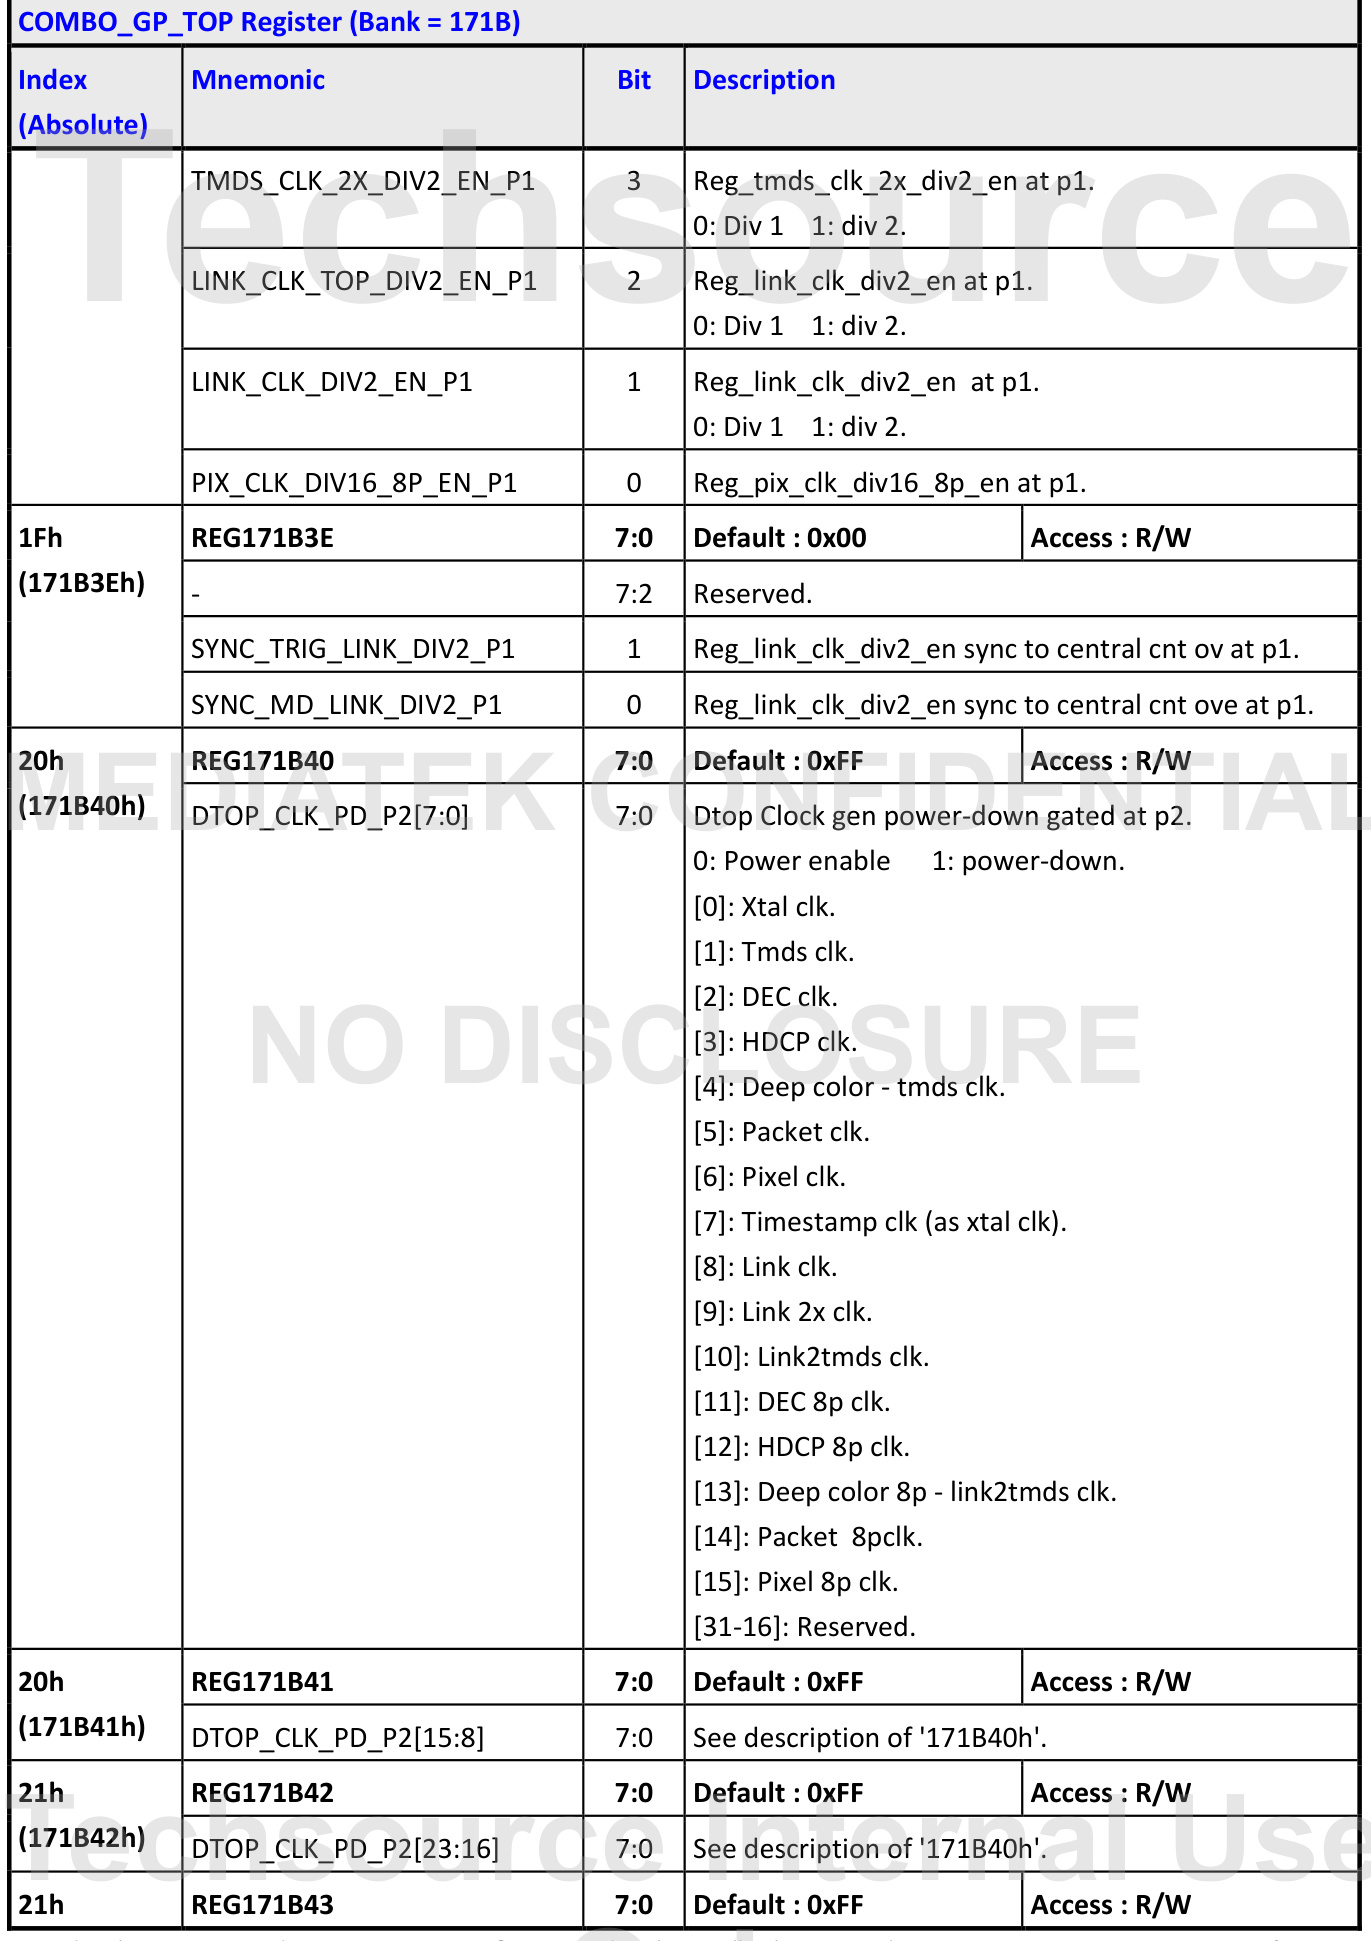 COMBO_GP_TOP Register (Bank = 171B)
Index (Absolute) Mnemonic Bit Description
TMDS_CLK_2X_DIV2_EN_P1 3 Reg_tmds_clk_2x_div2_en at p1.
0: Div 1 1: div 2.
LINK_CLK_TOP_DIV2_EN_P1 2 Reg_link_clk_div2_en at p1.
0: Div 1 1: div 2.
LINK_CLK_DIV2_EN_P1 1 Reg_link_clk_div2_en at p1.
0: Div 1 1: div 2.
PIX_CLK_DIV16_8P_EN_P1 0 Reg_pix_clk_div16_8p_en at p1.
1Fh REG171B3E 7:0 Default : 0x00 Access : R/W
(171B3Eh) - 7:2 Reserved.
SYNC_TRIG_LINK_DIV2_P1 1 Reg_link_clk_div2_en sync to central cnt ov at p1.
SYNC_MD_LINK_DIV2_P1 0 Reg_link_clk_div2_en sync to central cnt ove at p1.
20h REG171B40 7:0 Default : 0xFF Access : R/W
(171B40h) DTOP_CLK_PD_P2[7:0] 7:0 Dtop Clock gen power-down gated at p2.
0: Power enable 1: power-down.
[0]: Xtal clk.
[1]: Tmds clk.
[2]: DEC clk.
[3]: HDCP clk.
[4]: Deep color - tmds clk.
[5]: Packet clk.
[6]: Pixel clk.
[7]: Timestamp clk (as xtal clk).
[8]: Link clk.
[9]: Link 2x clk.
[10]: Link2tmds clk.
[11]: DEC 8p clk.
[12]: HDCP 8p clk.
[13]: Deep color 8p - link2tmds clk.
[14]: Packet 8pclk.
[15]: Pixel 8p clk.
[31-16]: Reserved.
20h REG171B41 7:0 Default : 0xFF Access : R/W
(171B41h) DTOP_CLK_PD_P2[15:8] 7:0 See description of '171B40h'.
21h REG171B42 7:0 Default : 0xFF Access : R/W
(171B42h) DTOP_CLK_PD_P2[23:16] 7:0 See description of '171B40h'.
21h REG171B43 7:0 Default : 0xFF Access : R/W
Techsource
MEDIATEK CONFIDENTIAL
NO DISCLOSURE
Techsource Internal Use